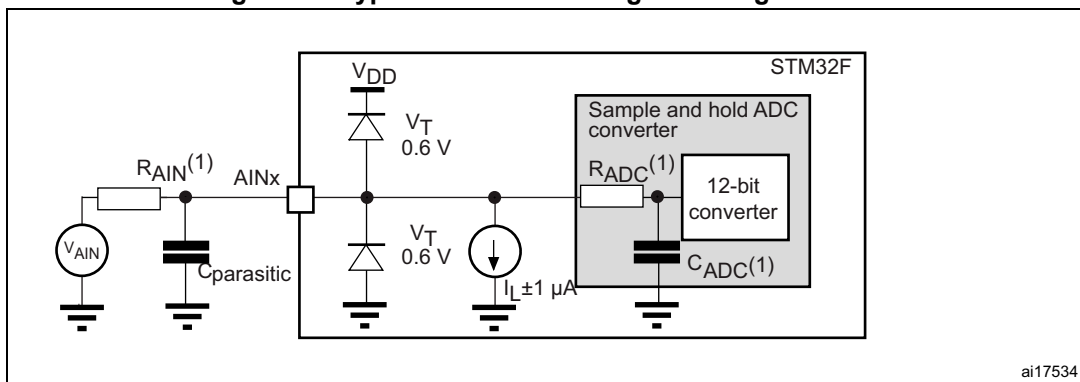 STM32F
VDD
Sample and hold ADC
converter
VT
0.6 V
RAIN(1)
AINx
RADC(1)
12-bit
converter
VAIN
Cparasitic
VT
0.6 V
IL±1 µA
CADC(1)
ai17534